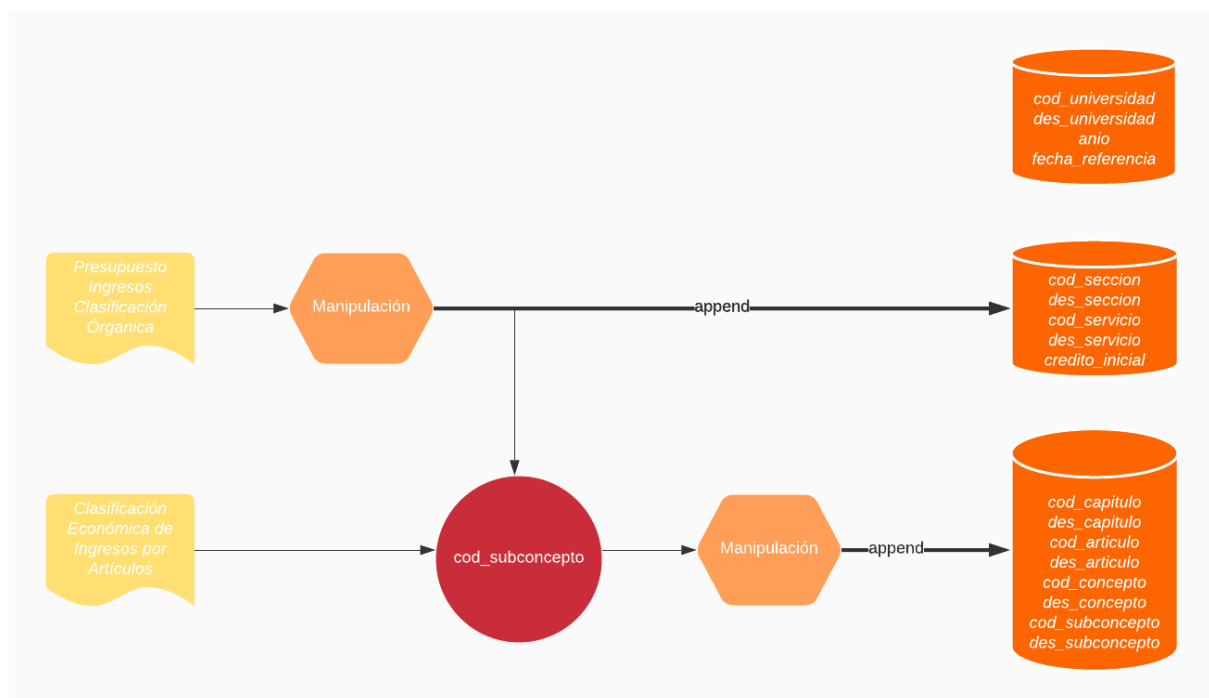 cod_universidad
des_universidad
anio
fecha_referencia
Presupuesto
Ingresos
Clasificación
Órganica
Manipulación
append
cod_seccion
des_seccion
cod_servicio
des_servicio
credito_inicial
Clasificación
Económica de
Ingresos por
Artículos
cod_subconcepto
Manipulación
append
cod_capitulo
des_capitulo
cod_articulo
des_articulo
cod_concepto
des_concepto
cod_subconcepto
des_subconcepto